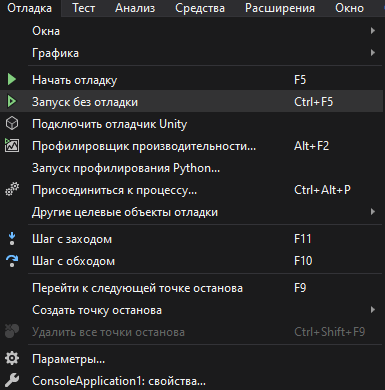 Отладка Тест Анализ Средства Расширения Окно
Окна
Графика
Начать отладку F5
Запуск без отладки Ctrl+F5
Подключить отладчик Unity
Профилировщик производительности... Alt+F2
Запуск профилирования Python...
Присоединиться к процессу... Ctrl+Alt+P
Другие целевые объекты отладки
Шаг с заходом F11
Шаг с обходом F10
Перейти к следующей точке останова F9
Создать точку останова
Удалить все точки останова Ctrl+Shift+F9
Параметры...
ConsoleApplication1: свойства...